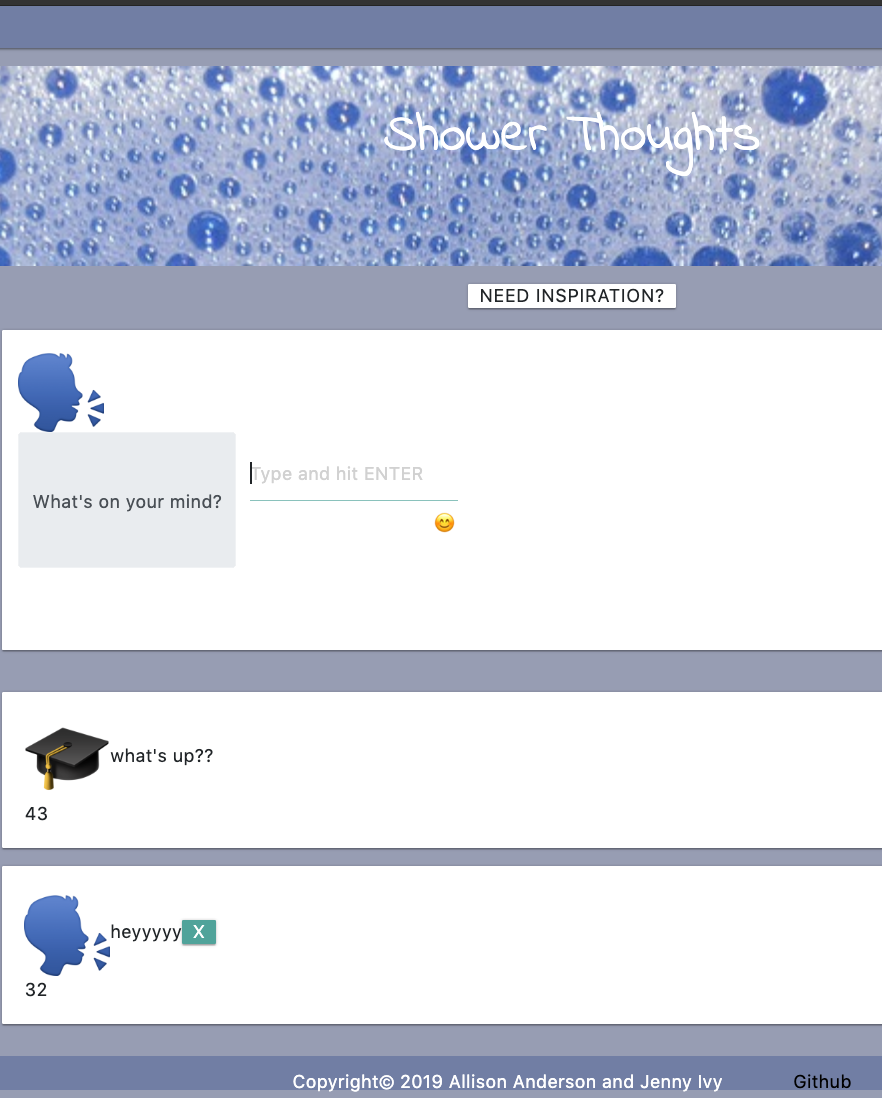 Shower Thoughts
NEED INSPIRATION?
What's on your mind?
Type and hit ENTER
what's up??
43
heyyyyy X
32
Copyright© 2019 Allison Anderson and Jenny Ivy Github